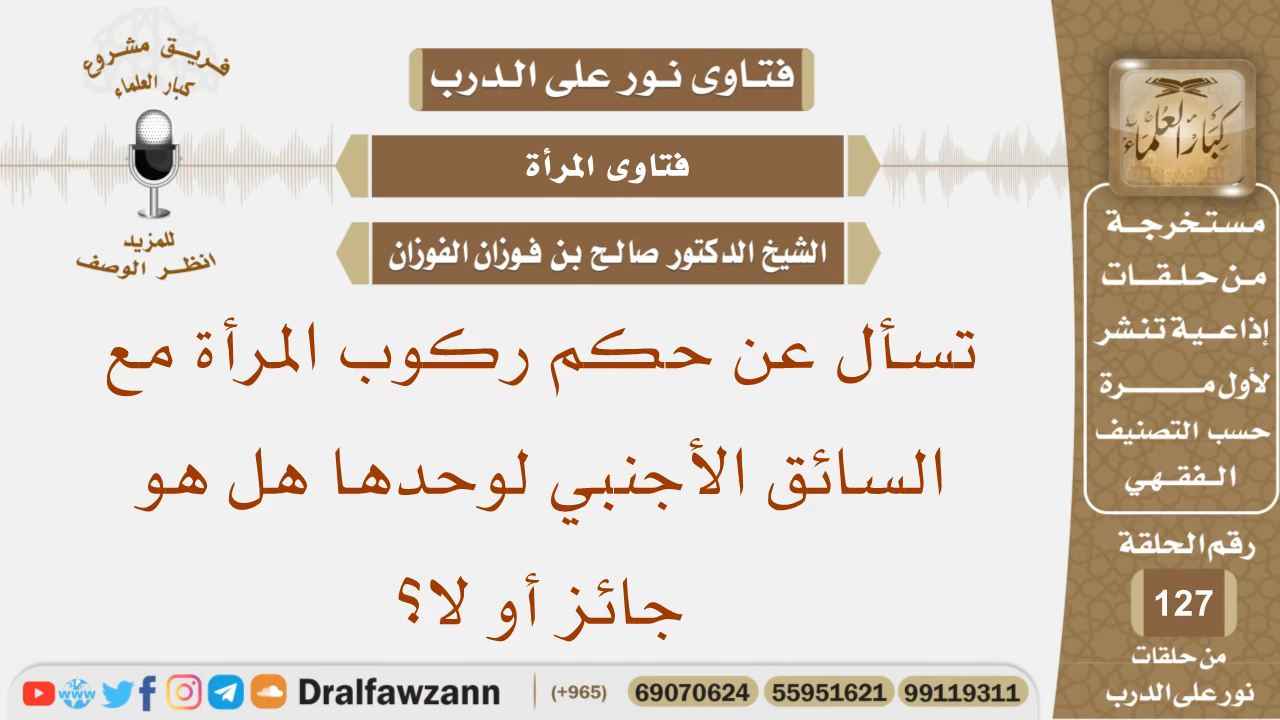 فريق مشروع
كبار العلماء
للمزيد
انظر الوصف
فتاوى نور على الدرب
فتاوى المرأة
الشيخ الدكتور صالح بن فوزان الفوزان
تسأل عن حكم ركوب المرأة مع
السائق الأجنبي لوحدها هل هو
جائز أو لا؟
كبار العلماء
مستخرجة
من حلقات
إذاعية تنشر
لأول مرة
حسب التصنيف
الفقهي
رقم الحلقة
127
من حلقات
نور على الدرب
www
Dralfawzann
(+965)
69070624
55951621
99119311